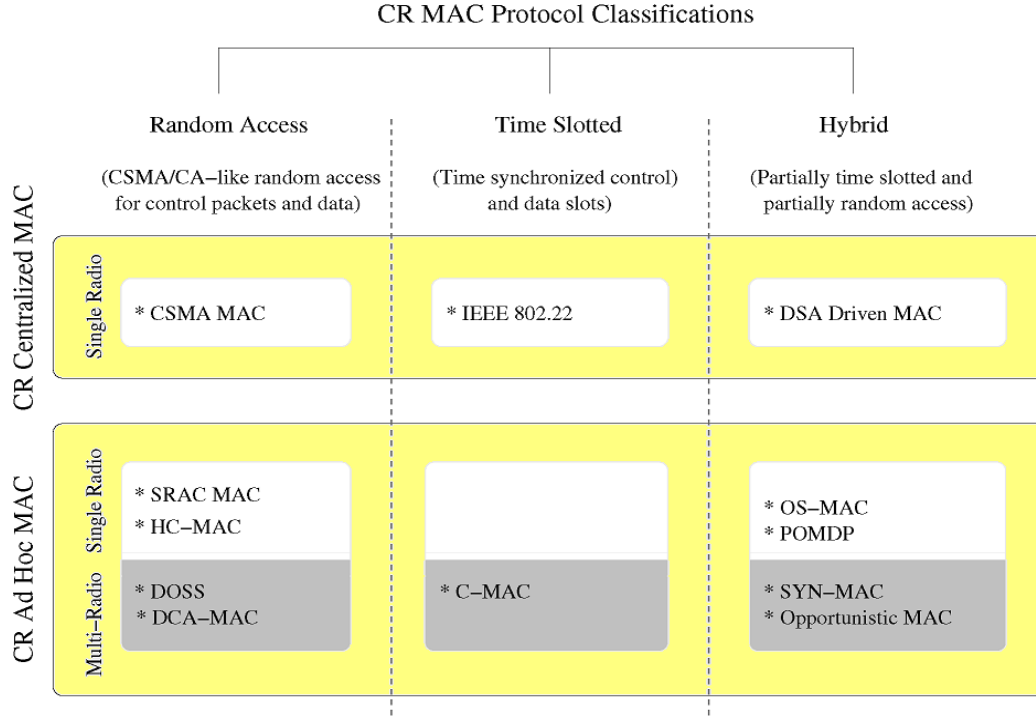 CR MAC Protocol Classifications
Random Access
Time Slotted
Hybrid
(CSMA/CA−like random access
for control packets and data)
(Time synchronized control)
and data slots)
(Partially time slotted and
partially random access)
CR Centralized MAC
Single Radio
* CSMA MAC
* IEEE 802.22
* DSA Driven MAC
CR Ad Hoc MAC
Single Radio
* SRAC MAC
* HC−MAC
* OS−MAC
* POMDP
Multi−Radio
* DOSS
* DCA−MAC
* C−MAC
* SYN−MAC
* Opportunistic MAC